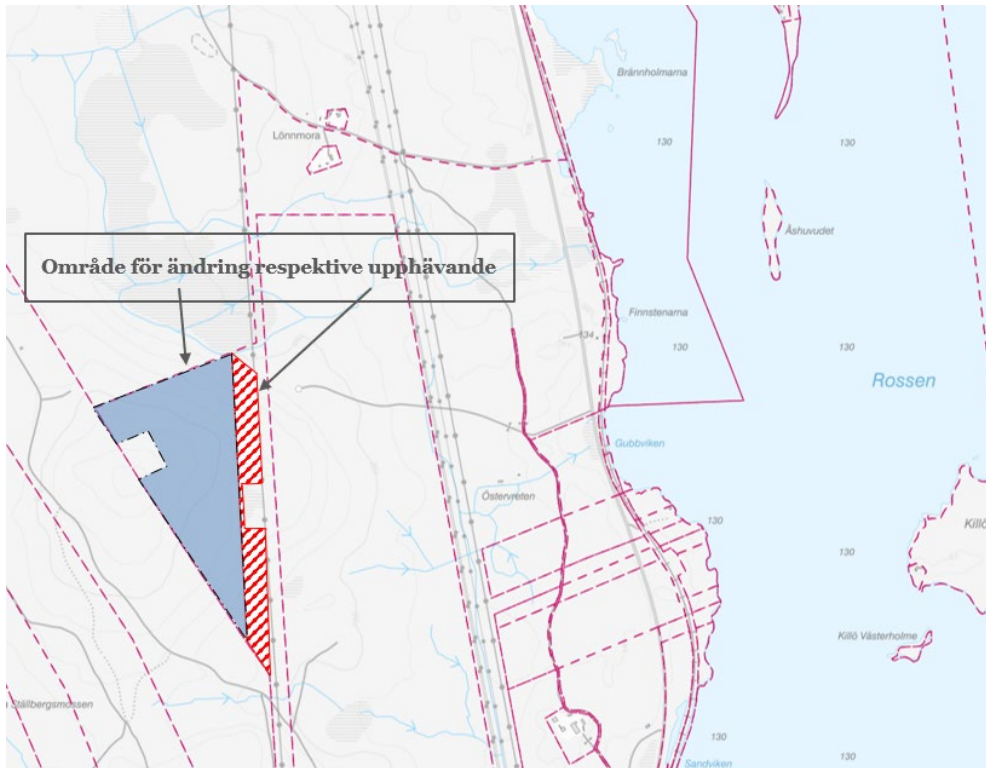 Brännholmarna
130
130
Lönnmora
Åshuvudet
Område för ändring respektive upphävande
Finnstenarna
134
130
130
Rossen
Gubbviken
Östervreten
130
Killö
130
Killö Västerholme
Ställbergsmossen
130
130
Sandviken